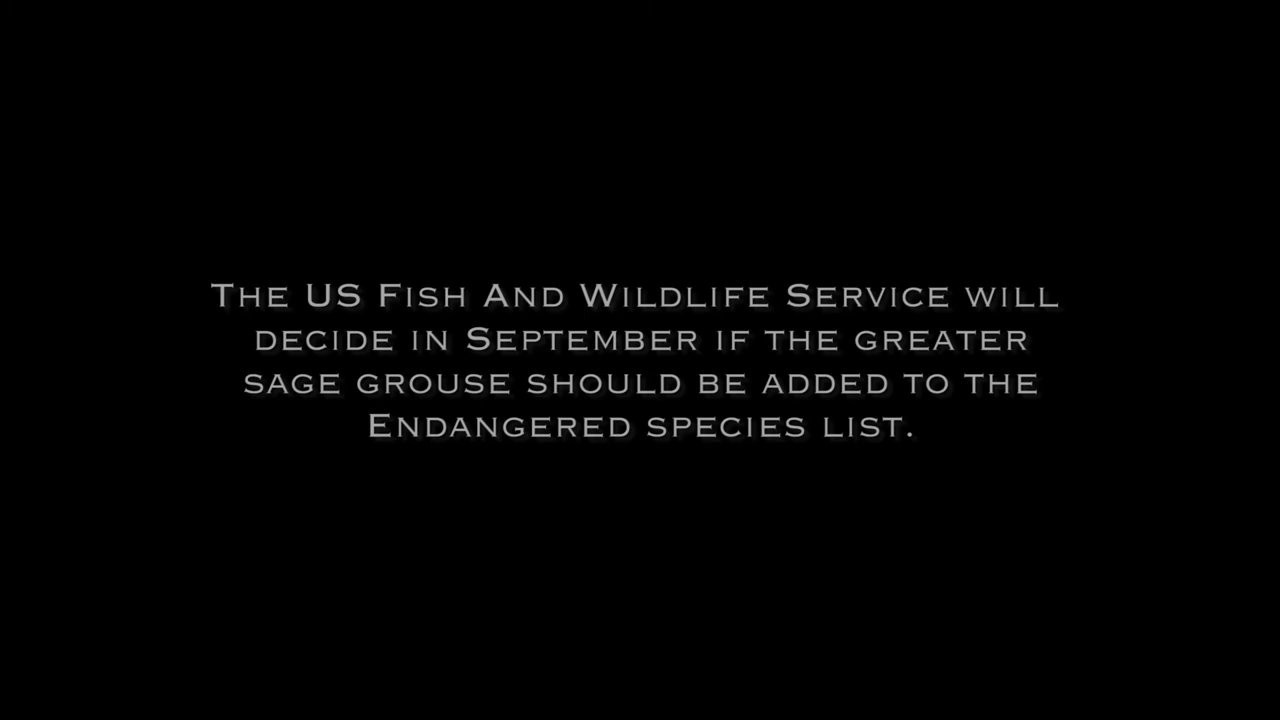 The US Fish And Wildlife Service will
decide in September if the greater
sage grouse should be added to the
Endangered species list.